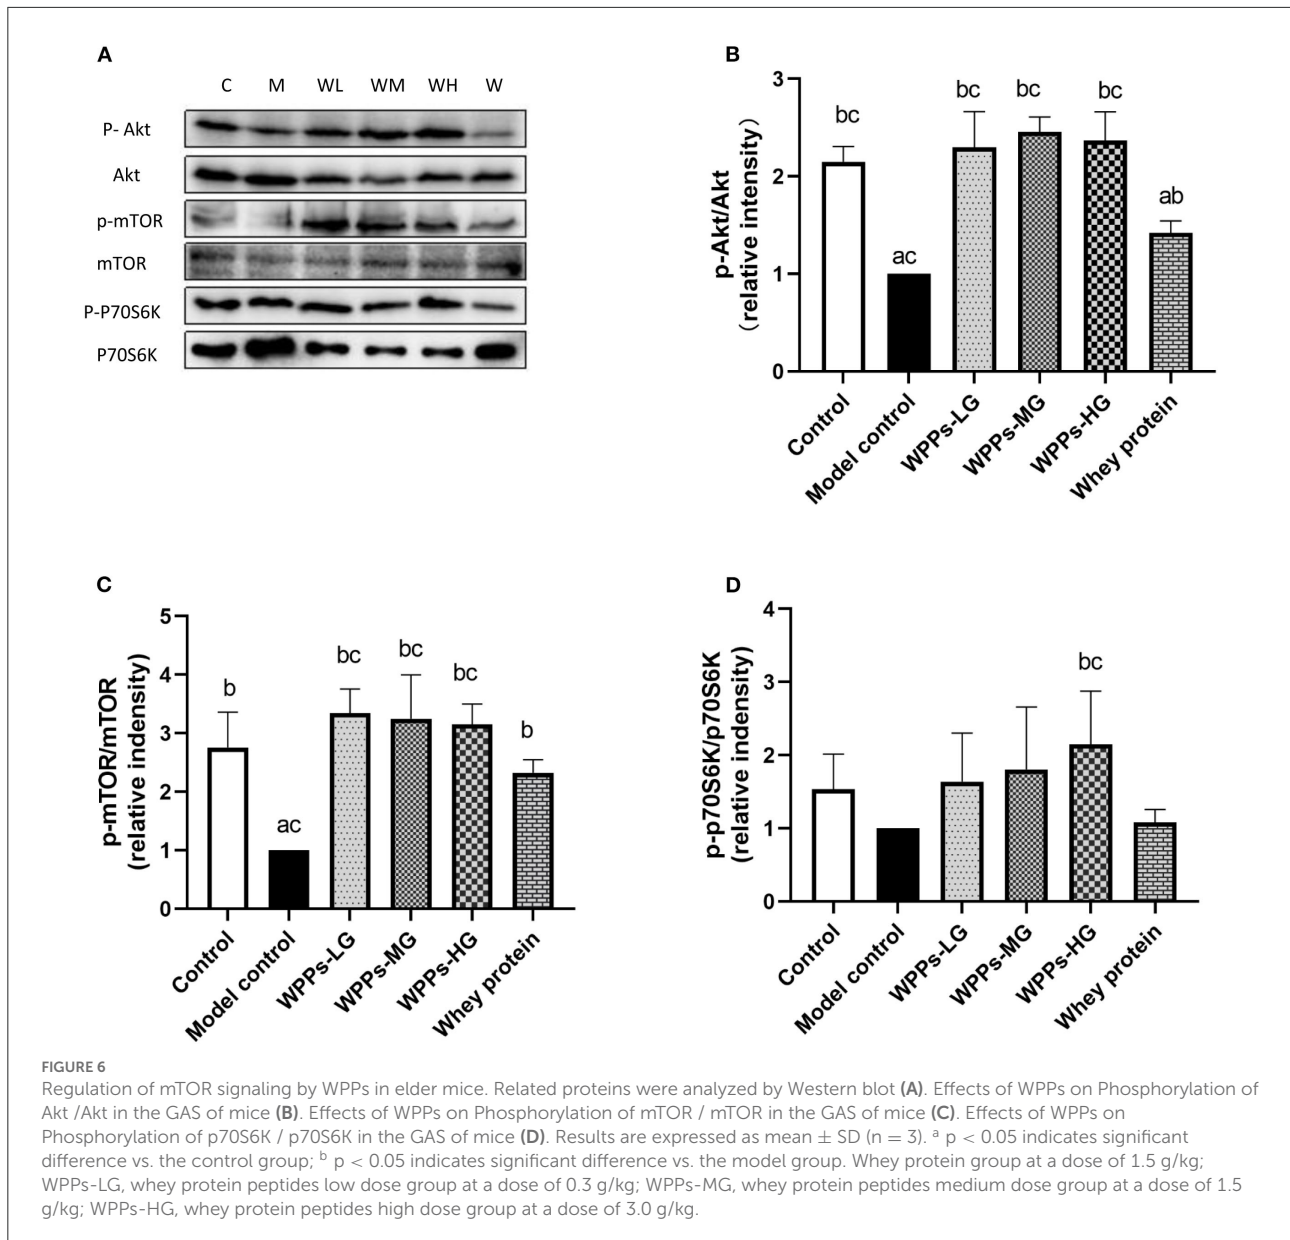 A
C M WL WM WH W
P- Akt
Akt
p-mTOR
mTOR
P-P70S6K
P70S6K
B
p-Akt/Akt
(relative intensity)
3
2
1
0
bc
ac
bc
bc
bc
ab
Control
Model control
WPPs-LG
WPPs-MG
WPPs-HG
Whey protein
C
p-mTOR/mTOR
(relative indensity)
5
4
3
2
1
0
b
ac
bc
bc
bc
b
Control
Model control
WPPs-LG
WPPs-MG
WPPs-HG
Whey protein
D
p-p70S6K/p70S6K
(relative indensity)
4
3
2
1
0
bc
Control
Model control
WPPs-LG
WPPs-MG
WPPs-HG
Whey protein
FIGURE 6
Regulation of mTOR signaling by WPPs in elder mice. Related proteins were analyzed by Western blot (A). Effects of WPPs on Phosphorylation of
Akt /Akt in the GAS of mice (B). Effects of WPPs on Phosphorylation of mTOR / mTOR in the GAS of mice (C). Effects of WPPs on
Phosphorylation of p70S6K / p70S6K in the GAS of mice (D). Results are expressed as mean ± SD (n = 3). a p < 0.05 indicates significant
difference vs. the control group; b p < 0.05 indicates significant difference vs. the model group. Whey protein group at a dose of 1.5 g/kg;
WPPs-LG, whey protein peptides low dose group at a dose of 0.3 g/kg; WPPs-MG, whey protein peptides medium dose group at a dose of 1.5
g/kg; WPPs-HG, whey protein peptides high dose group at a dose of 3.0 g/kg.